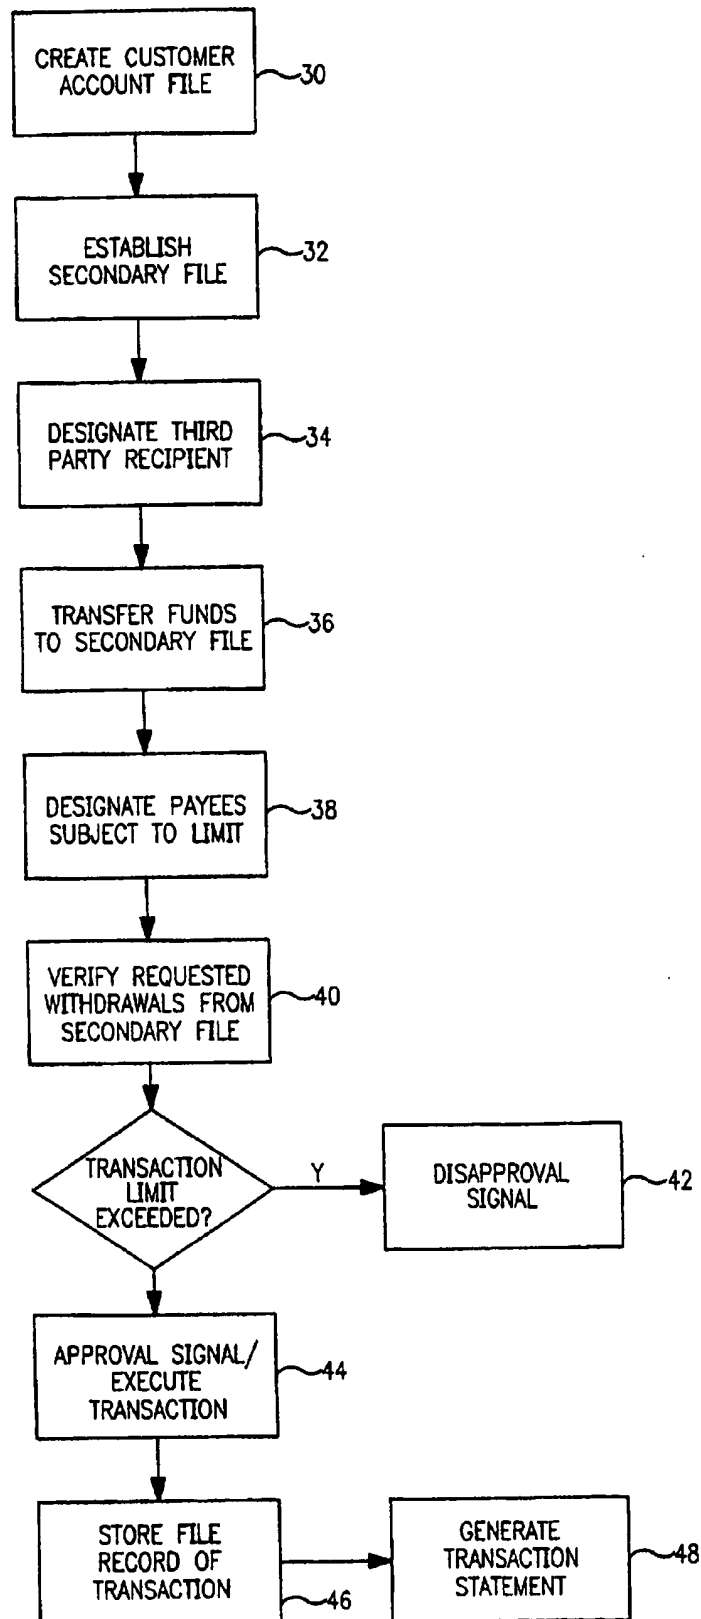 CREATE CUSTOMER
ACCOUNT FILE
30
ESTABLISH
SECONDARY FILE
32
DESIGNATE THIRD
PARTY RECIPIENT
34
TRANSFER FUNDS
TO SECONDARY FILE
36
DESIGNATE PAYEES
SUBJECT TO LIMIT
38
VERIFY REQUESTED
WITHDRAWALS FROM
SECONDARY FILE
40
TRANSACTION
LIMIT
EXCEEDED?
Y
DISAPPROVAL
SIGNAL
42
APPROVAL SIGNAL/
EXECUTE
TRANSACTION
44
STORE FILE
RECORD OF
TRANSACTION
46
GENERATE
TRANSACTION
STATEMENT
48